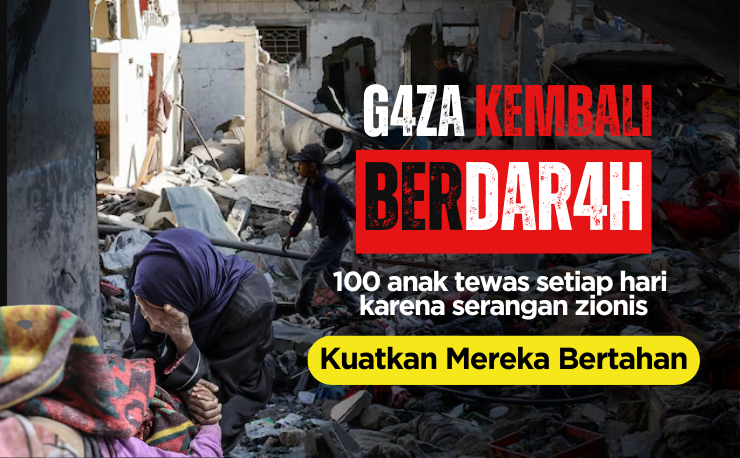 G4ZA KEMBALI
BERDAR4H
100 anak tewas setiap hari
karena serangan zionis
Kuatkan Mereka Bertahan